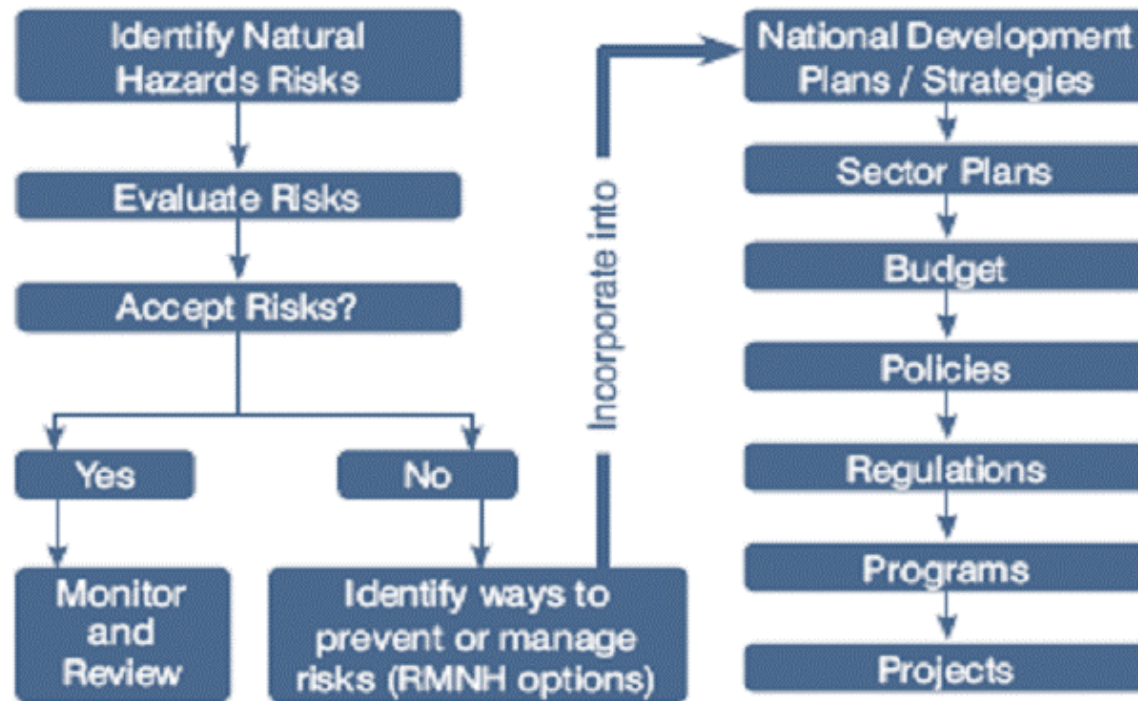 Identify Natural
Hazards Risks
Evaluate Risks
Accept Risks?
Yes
No
Monitor
and
Review
Identify ways to
prevent or manage
risks (RMNH options)
Incorporate into
National Development
Plans / Strategies
Sector Plans
Budget
Policies
Regulations
Programs
Projects